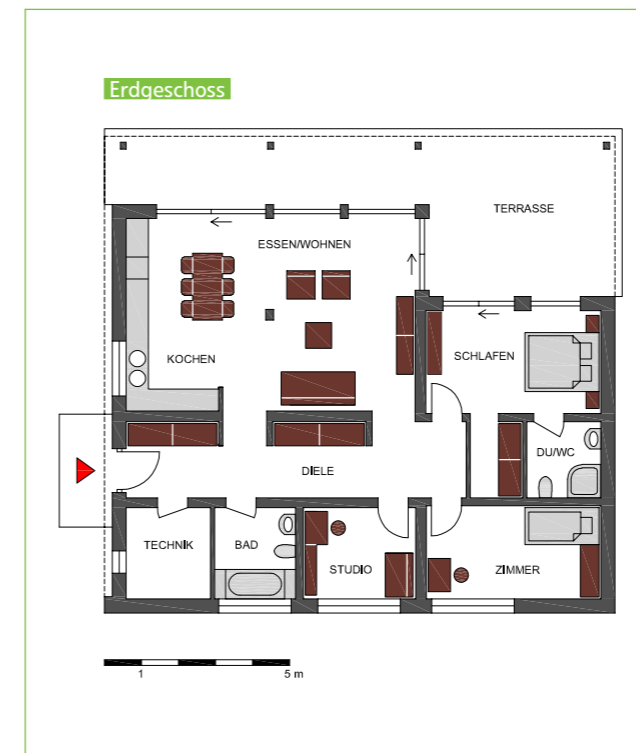 Erdgeschoss
TERRASSE
ESSEN/WOHNEN
KOCHEN
SCHLAFEN
DU/WC
DIELE
TECHNIK
BAD
STUDIO
ZIMMER
1
5 m